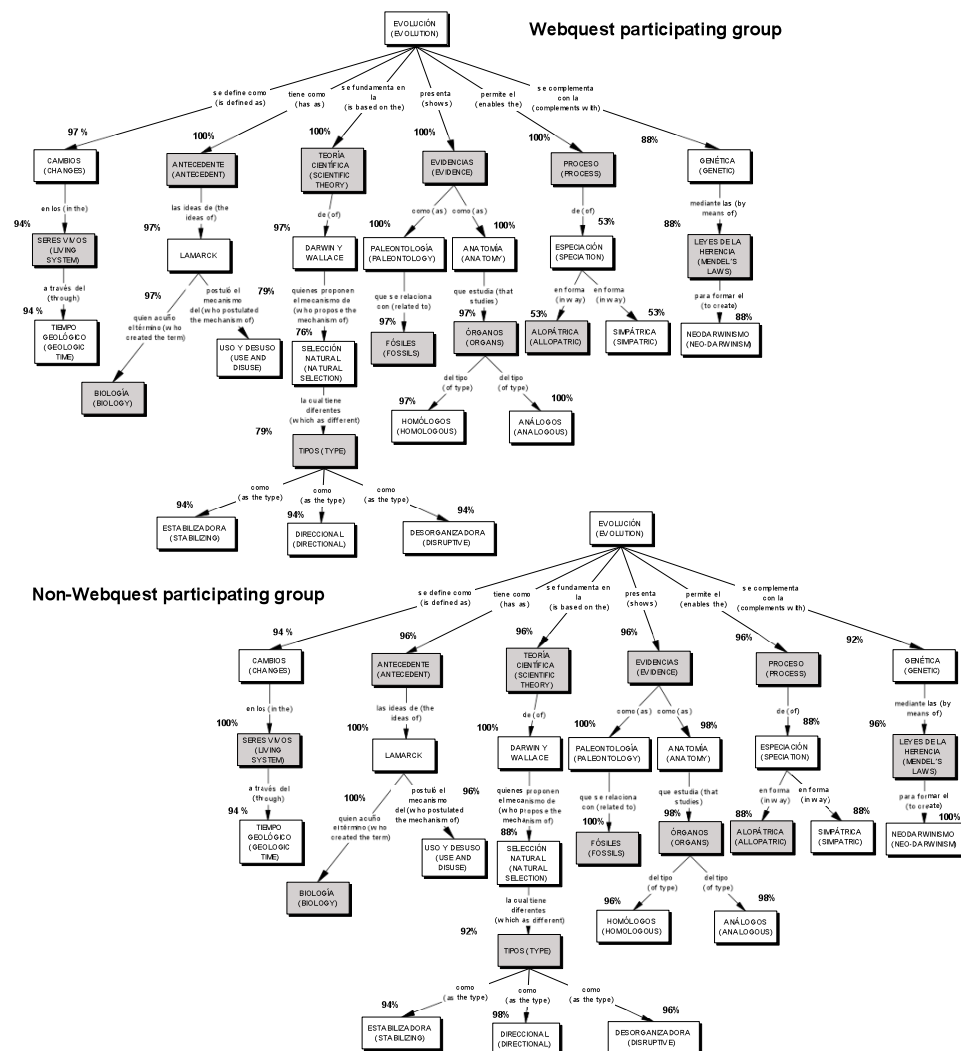 EVOLUCIÓN
(EVOLUTION)
Webquest participating group
se define como
(is defined as)
tiene como
(has as)
se fundamenta en
la
(is based on the)
presenta
(shows)
permite el
(enables the)
se complementa
con la
(complements with)
97 %
100%
100%
100%
100%
88%
CAMBIOS
(CHANGES)
ANTECEDENTE
(ANTECEDENT)
TEORÍA
CIENTÍFICA
(SCIENTIFIC
THEORY)
EVIDENCIAS
(EVIDENCE)
PROCESO
(PROCESS)
GENÉTICA
(GENETIC)
en los (in the)
las ideas de (the
ideas of)
de (of)
como (as)
como (as)
de (of)
mediante las (by
means of)
94%
97%
97%
100%
100%
53%
88%
SERES VIVOS
(LIVING
SYSTEM)
LAMARCK
DARWIN Y
WALLACE
PALEONTOLOGÍA
(PALEONTOLOGY)
ANATOMÍA
(ANATOMY)
ESPECIACIÓN
(SPECIATION)
LEYES DE LA
HERENCIA
(MENDEL'S
LAWS)
a través del
(through)
97%
quien acuño
el término (who
created the term)
postuló el
mecanismo
del (who postulated
the mechanism of)
79%
quienes proponen
el mecanismo de
(who propose the
mechanism of)
76%
que se relaciona
con (related to)
97%
que estudia (that
studies)
97%
en forma
(in way)
53%
en forma
(in way)
53%
para formar el
(to create)
88%
94 %
TIEMPO
GEOLÓGICO
(GEOLOGIC
TIME)
USO Y DESUSO
(USE AND
DISUSE)
SELECCIÓN
NATURAL
(NATURAL
SELECTION)
FÓSILES
(FOSSILS)
ÓRGANOS
(ORGANS)
ALOPÁTRICA
(ALLOPATRIC)
SIMPÁTRICA
(SIMPATRIC)
NEODARWINISMO
(NEO-DARWINISM)
BIOLOGÍA
(BIOLOGY)
la cual tiene
diferentes
(which as different)
del tipo
(of type)
del tipo
(of type)
97%
100%
HOMÓLOGOS
(HOMOLOGOUS)
ANÁLOGOS
(ANALOGOUS)
79%
TIPOS (TYPE)
como
(as the type)
como
(as the type)
como
(as the type)
94%
94%
94%
ESTABILIZADORA
(STABILIZING)
DIRECCIONAL
(DIRECTIONAL)
DESORGANIZADORA
(DISRUPTIVE)
EVOLUCIÓN
(EVOLUTION)
Non-Webquest participating group
se define como
(is defined as)
tiene como
(has as)
se fundamenta en
la
(is based on the)
presenta
(shows)
permite el
(enables the)
se complementa
con la
(complements with)
94 %
96%
96%
96%
96%
92%
CAMBIOS
(CHANGES)
ANTECEDENTE
(ANTECEDENT)
TEORÍA
CIENTÍFICA
(SCIENTIFIC
THEORY)
EVIDENCIAS
(EVIDENCE)
PROCESO
(PROCESS)
GENÉTICA
(GENETIC)
en los (in the)
las ideas de (the
ideas of)
de (of)
como (as)
como (as)
de (of)
mediante las (by
means of)
100%
100%
100%
100%
98%
88%
96%
SERES VIVOS
(LIVING
SYSTEM)
LAMARCK
DARWIN Y
WALLACE
PALEONTOLOGÍA
(PALEONTOLOGY)
ANATOMÍA
(ANATOMY)
ESPECIACIÓN
(SPECIATION)
LEYES DE LA
HERENCIA
(MENDEL'S
LAWS)
a través del
(through)
94 %
100%
quien acuño
el término (who
created the term)
postuló el
mecanismo
del (who postulated
the mechanism of)
96%
quienes proponen
el mecanismo de
(who propose the
mechanism of)
88%
que se relaciona
con (related to)
100%
que estudia (that
studies)
98%
en forma
(in way)
88%
en forma
(in way)
88%
para formar el
(to create)
100%
TIEMPO
GEOLÓGICO
(GEOLOGIC
TIME)
USO Y DESUSO
(USE AND
DISUSE)
SELECCIÓN
NATURAL
(NATURAL
SELECTION)
FÓSILES
(FOSSILS)
ÓRGANOS
(ORGANS)
ALOPÁTRICA
(ALLOPATRIC)
SIMPÁTRICA
(SIMPATRIC)
NEODARWINISMO
(NEO-DARWINISM)
BIOLOGÍA
(BIOLOGY)
la cual tiene
diferentes
(which as different)
del tipo
(of type)
del tipo
(of type)
96%
98%
HOMÓLOGOS
(HOMOLOGOUS)
ANÁLOGOS
(ANALOGOUS)
92%
TIPOS (TYPE)
como
(as the type)
como
(as the type)
como
(as the type)
94%
98%
96%
ESTABILIZADORA
(STABILIZING)
DIRECCIONAL
(DIRECTIONAL)
DESORGANIZADORA
(DISRUPTIVE)